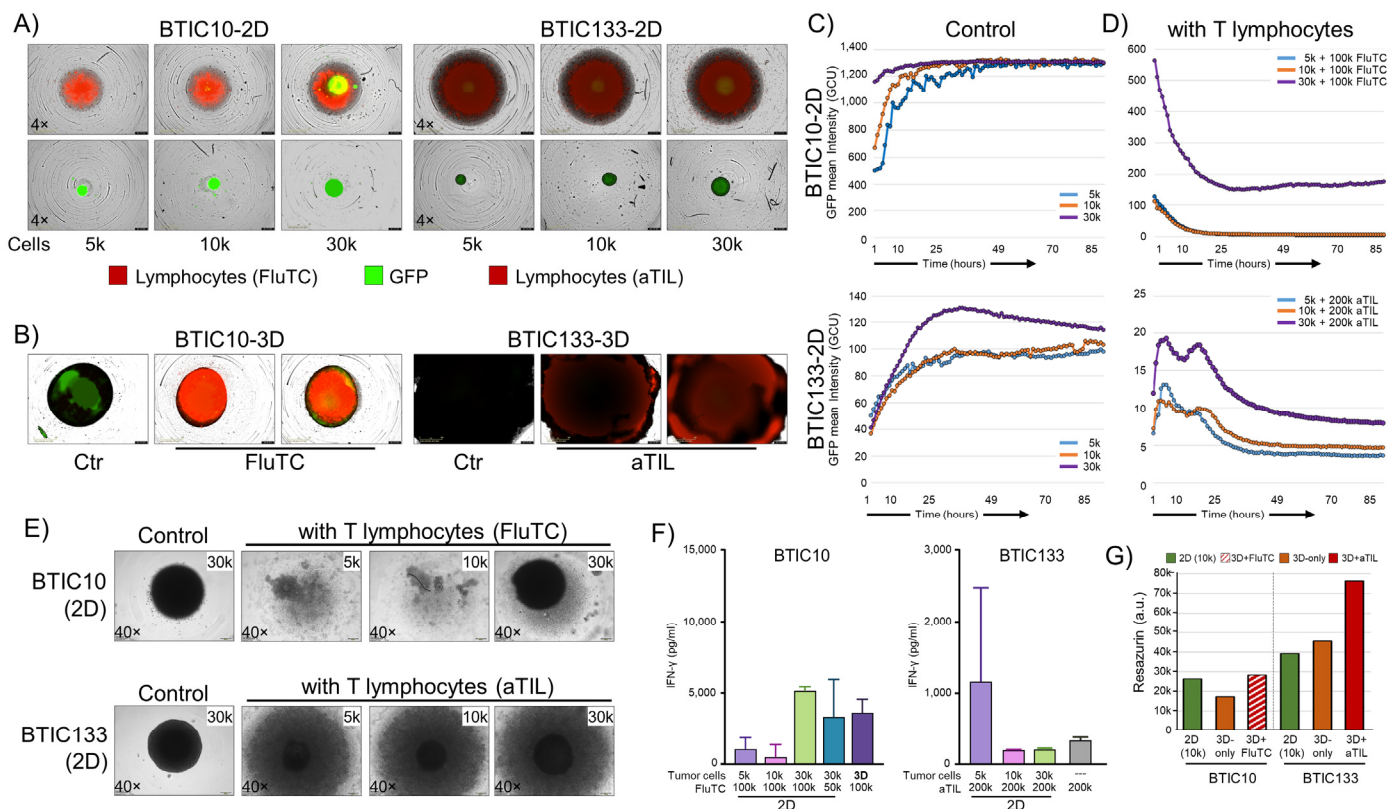 A)
BTIC10-2D
BTIC133-2D
4×
4×
Cells 5k 10k 30k 5k 10k 30k
Lymphocytes (FluTC) GFP Lymphocytes (aTIL)
B)
BTIC10-3D
BTIC133-3D
Ctr FluTC Ctr aTIL
C)
Control
BTIC10-2D
GFP mean Intensity (GCU)
1,400
1,200
1,000
800
600
400
200
0
5k
10k
30k
1 10 25 49 70 85
Time (hours)
BTIC133-2D
GFP mean Intensity (GCU)
140
120
100
80
60
40
20
0
5k
10k
30k
1 10 25 49 70 85
Time (hours)
D)
with T lymphocytes
600
500
400
300
200
100
0
5k + 100k FluTC
10k + 100k FluTC
30k + 100k FluTC
1 10 25 49 70 85
Time (hours)
25
20
15
10
5
0
5k + 200k aTIL
10k + 200k aTIL
30k + 200k aTIL
1 10 25 49 70 85
Time (hours)
E)
Control
with T lymphocytes (FluTC)
BTIC10
(2D)
30k 5k 10k 30k
40× 40× 40× 40×
Control
with T lymphocytes (aTIL)
BTIC133
(2D)
30k 5k 10k 30k
40× 40× 40× 40×
F)
BTIC10
IFN-γ (pg/ml)
15,000
10,000
5,000
0
Tumor cells 5k 10k 30k 30k 3D
FluTC 100k 100k 100k 50k 100k
2D
BTIC133
IFN-γ (pg/ml)
3,000
2,000
1,000
0
Tumor cells 5k 10k 30k ---
aTIL 200k 200k 200k 200k
2D
G)
2D (10k) 3D+FluTC 3D-only 3D+aTIL
Resazurin (a.u.)
80k
70k
60k
50k
40k
30k
20k
10k
0
2D (10k) 3D-only 3D+ FluTC 2D (10k) 3D-only 3D+ aTIL
BTIC10 BTIC133